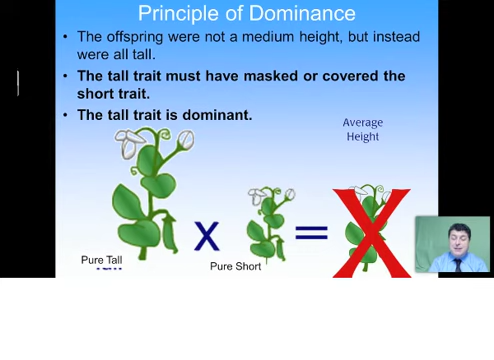 Principle of Dominance
• The offspring were not a medium height, but instead
were all tall.
• The tall trait must have masked or covered the
short trait.
• The tall trait is dominant.
Average
Height
x
=
X
Pure Tall
Pure Short